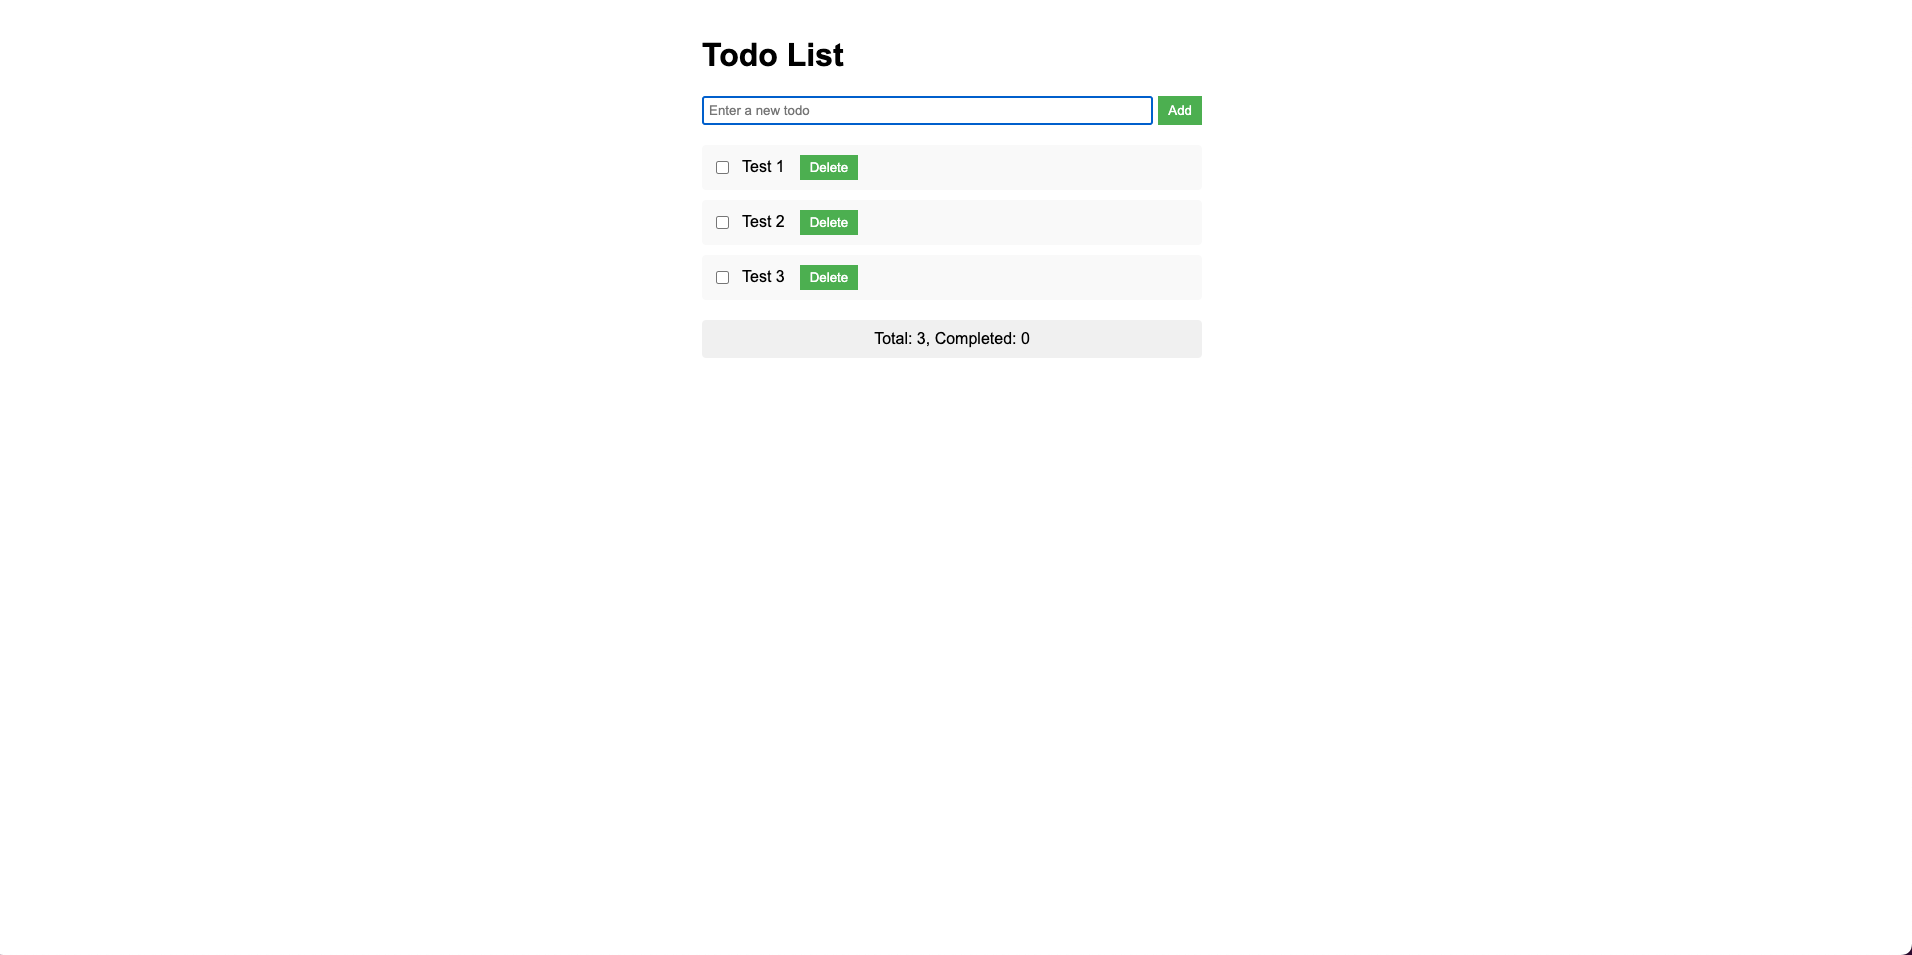 Todo List
Enter a new todo Add
Test 1 Delete
Test 2 Delete
Test 3 Delete
Total: 3, Completed: 0